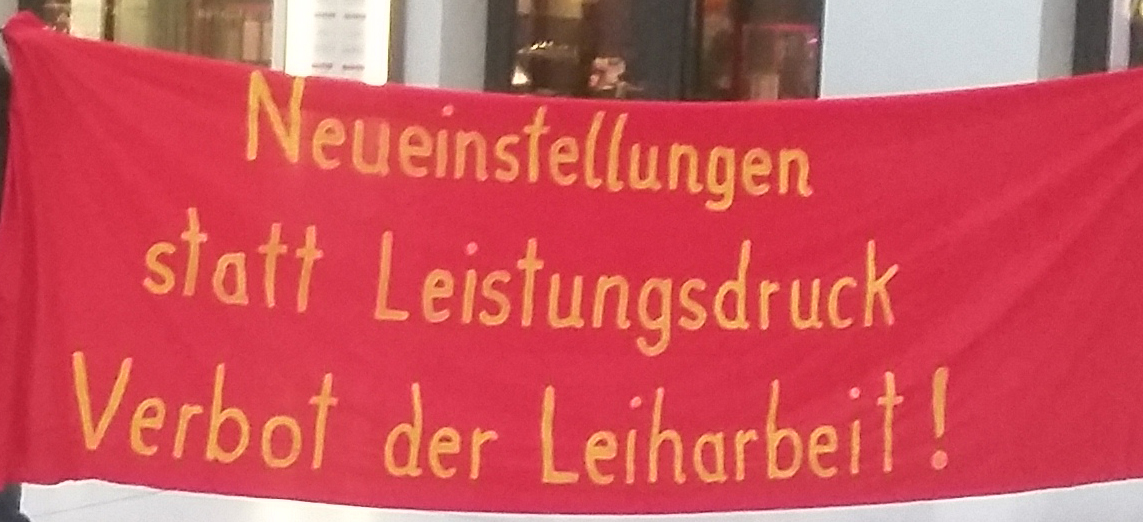 Neueinstellungen
statt Leistungsdruck
Verbot der Leiharbeit!